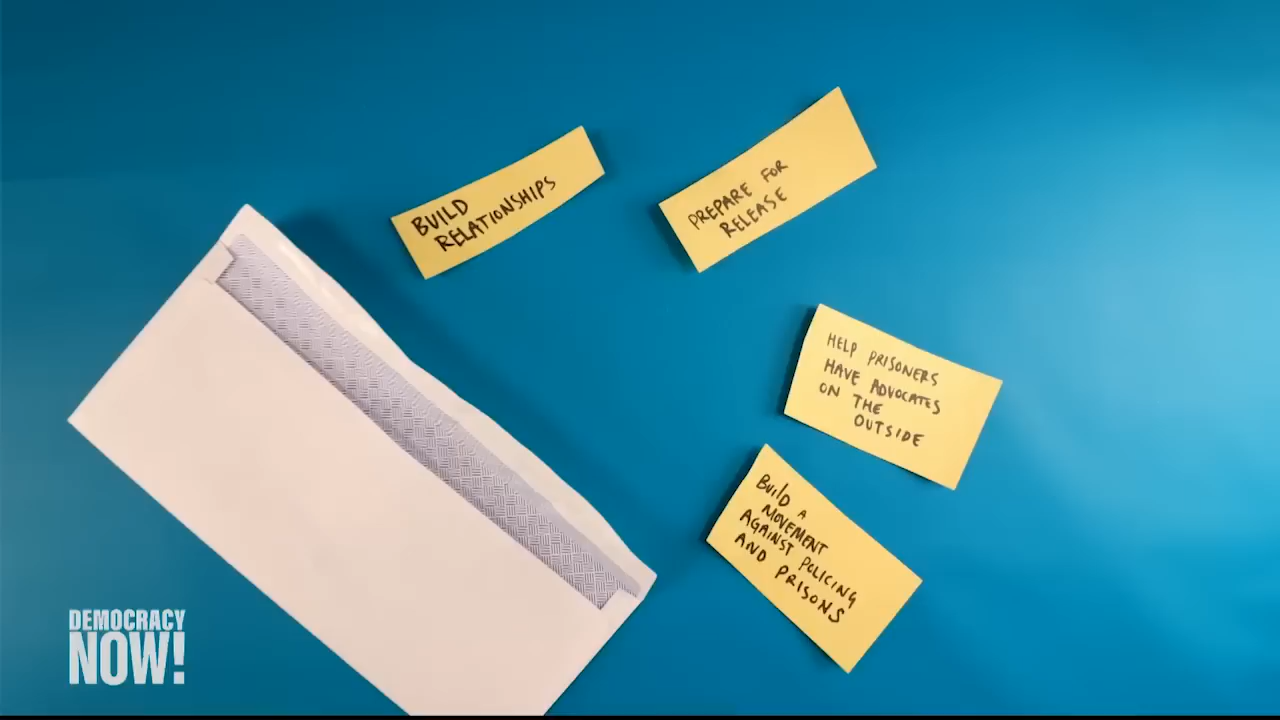 BUILD
RELATIONSHIPS
PREPARE FOR
RELEASE
HELP PRISONERS
HAVE ADVOCATES
ON THE
OUTSIDE
BUILD A
MOVEMENT
AGAINST POLICING
AND PRISONS
DEMOCRACY
NOW!